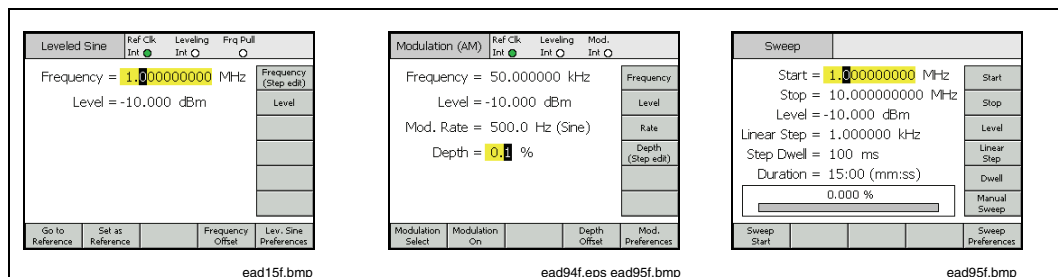 Leveled Sine
Ref Clk Leveling Frq Pull
Int Int
Frequency = 1.000000000 MHz
Level = -10.000 dBm
Frequency
(Step edit)
Level
Go to
Reference
Set as
Reference
Frequency
Offset
Lev. Sine
Preferences
ead15f.bmp
Modulation (AM)
Ref Clk Leveling Mod.
Int Int Int
Frequency = 50.000000 kHz
Level = -10.000 dBm
Mod. Rate = 500.0 Hz (Sine)
Depth = 0.1 %
Frequency
Level
Rate
Depth
(Step edit)
Modulation
Select
Modulation
On
Depth
Offset
Mod.
Preferences
ead94f.eps ead95f.bmp
Sweep
Start = 1.000000000 MHz
Stop = 10.000000000 MHz
Level = -10.000 dBm
Linear Step = 1.000000 kHz
Step Dwell = 100 ms
Duration = 15:00 (mm:ss)
0.000 %
Start
Stop
Level
Linear
Step
Dwell
Manual
Sweep
Sweep
Start
Sweep
Preferences
ead95f.bmp